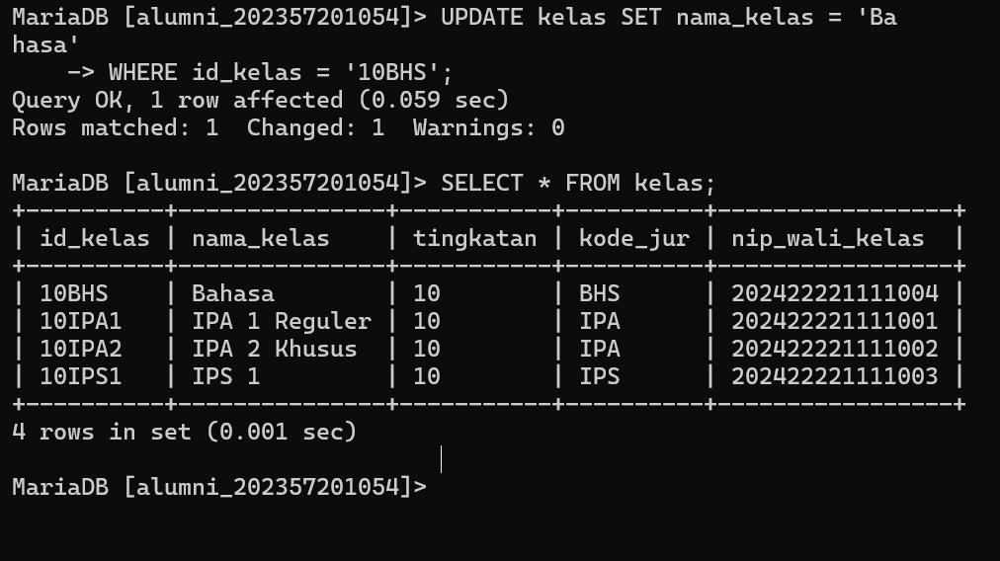 MariaDB [alumni_202357201054]> UPDATE kelas SET nama_kelas = 'Ba
hasa'
    -> WHERE id_kelas = '10BHS';
Query OK, 1 row affected (0.059 sec)
Rows matched: 1  Changed: 1  Warnings: 0

MariaDB [alumni_202357201054]> SELECT * FROM kelas;
+----------+---------------+-----------+----------+-----------------+
| id_kelas | nama_kelas    | tingkatan | kode_jur | nip_wali_kelas  |
+----------+---------------+-----------+----------+-----------------+
| 10BHS    | Bahasa        | 10        | BHS      | 202422221111004 |
| 10IPA1   | IPA 1 Reguler | 10        | IPA      | 202422221111001 |
| 10IPA2   | IPA 2 Khusus  | 10        | IPA      | 202422221111002 |
| 10IPS1   | IPS 1         | 10        | IPS      | 202422221111003 |
+----------+---------------+-----------+----------+-----------------+
4 rows in set (0.001 sec)

MariaDB [alumni_202357201054]>